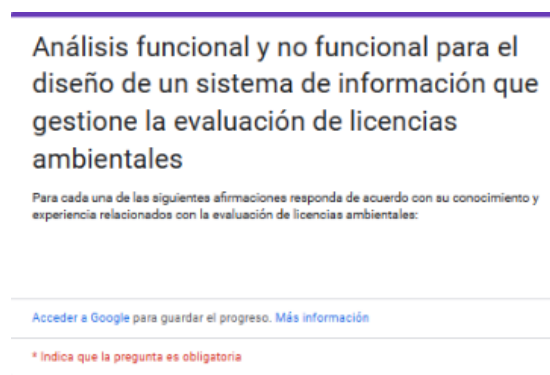 Análisis funcional y no funcional para el
diseño de un sistema de información que
gestione la evaluación de licencias
ambientales
Para cada una de las siguientes afirmaciones responda de acuerdo con su conocimiento y
experiencia relacionados con la evaluación de licencias ambientales:
Acceder a Google para guardar el progreso. Más información
* Indica que la pregunta es obligatoria